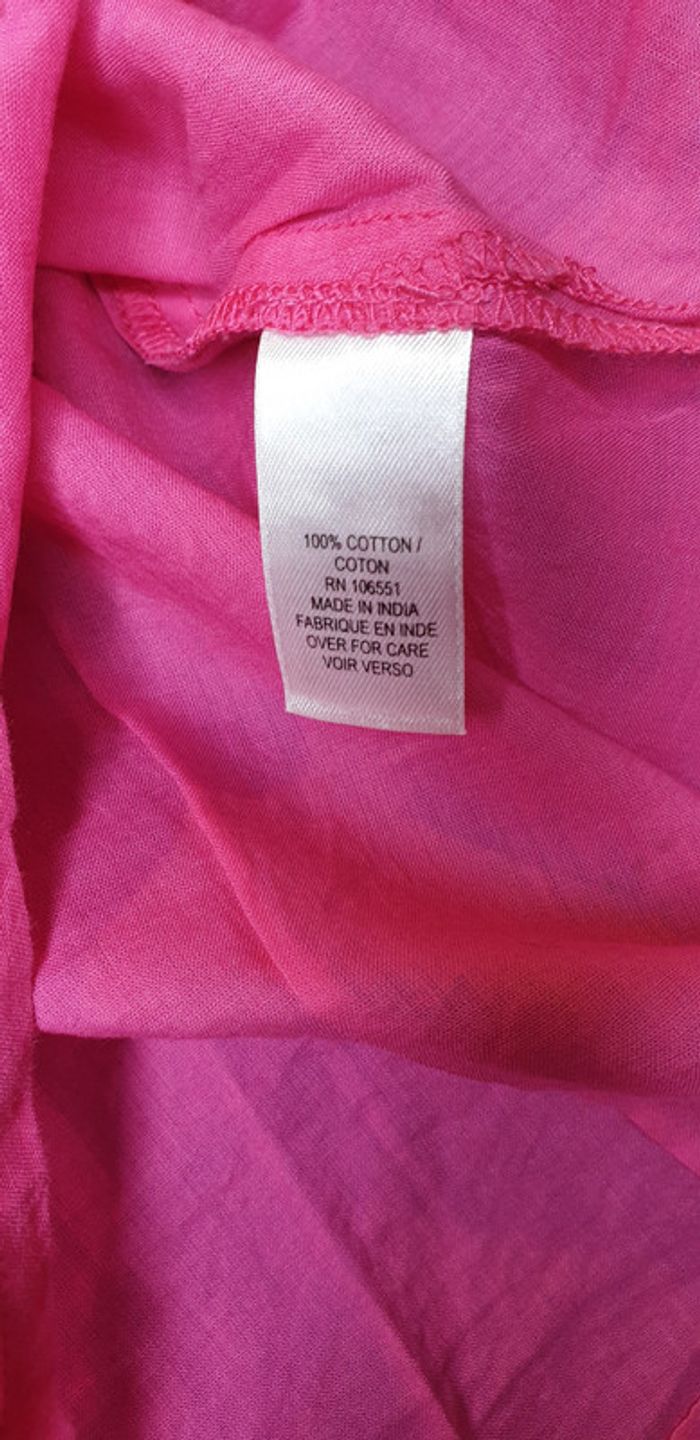 100% COTTON /
COTON
RN 106551
MADE IN INDIA
FABRIQUE EN INDE
OVER FOR CARE
VOIR VERSO